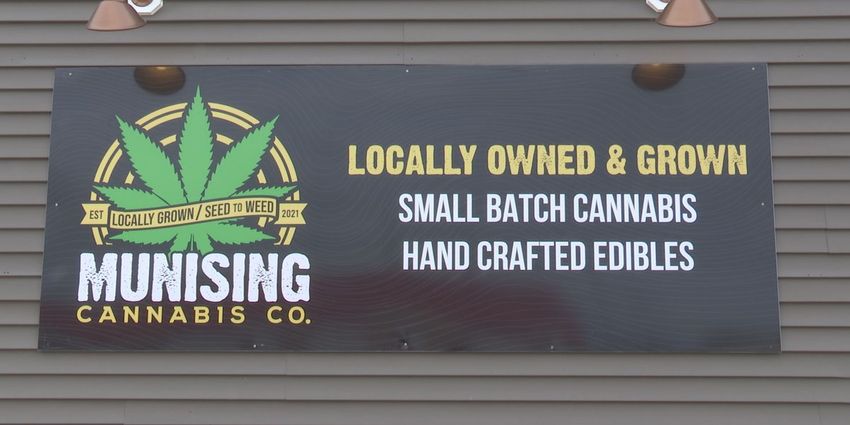 EST LOCALLY GROWN / SEED TO WEED 2021
MUNISING
CANNABIS CO.
LOCALLY OWNED & GROWN
SMALL BATCH CANNABIS
HAND CRAFTED EDIBLES